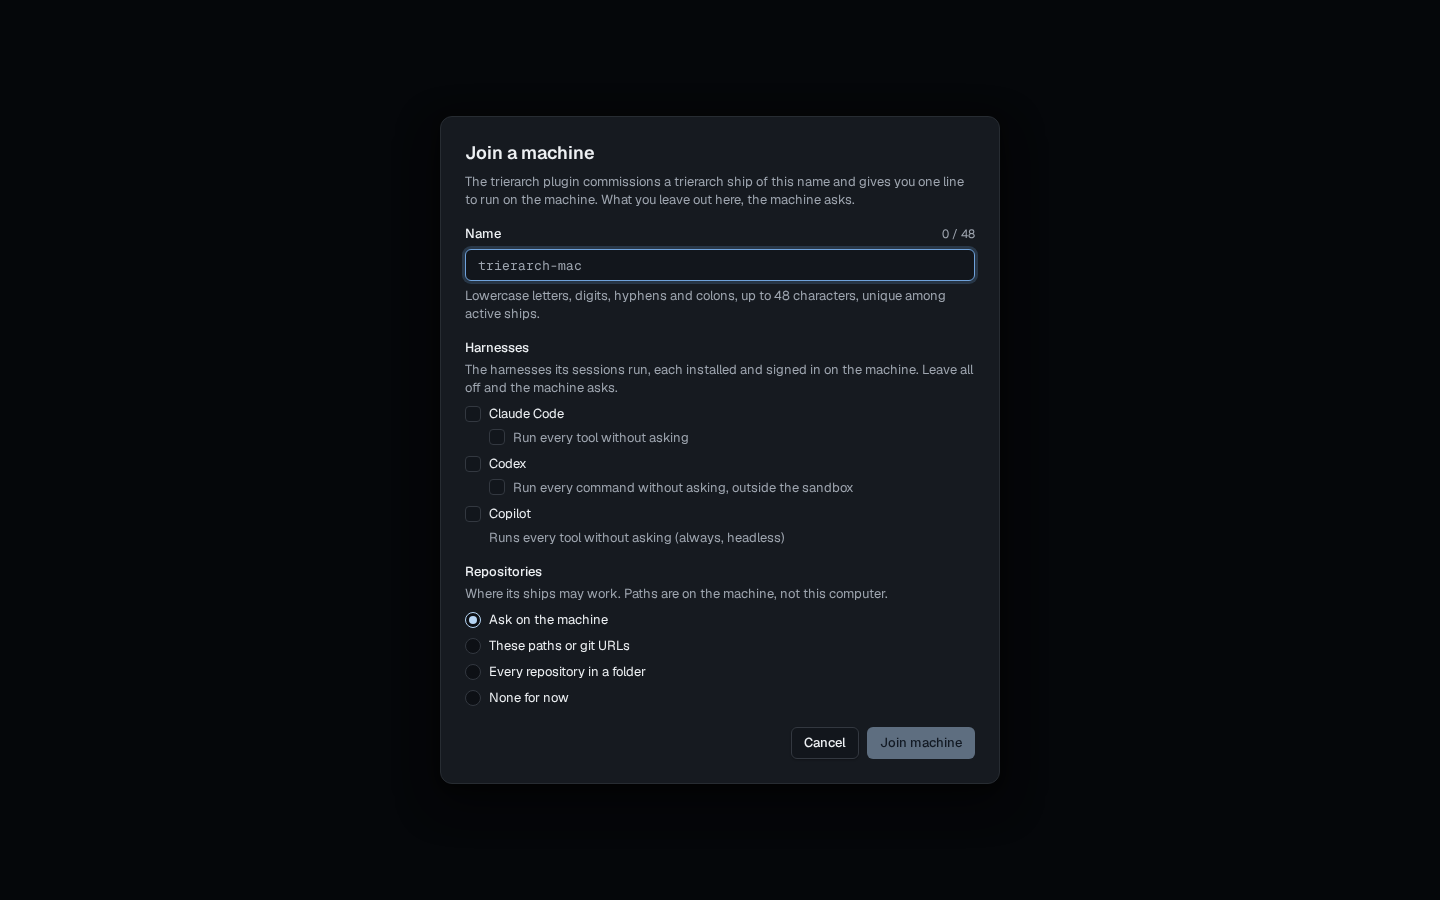 Join a machine
The trierarch plugin commissions a trierarch ship of this name and gives you one line
to run on the machine. What you leave out here, the machine asks.
Name 0 / 48
trierarch-mac
Lowercase letters, digits, hyphens and colons, up to 48 characters, unique among
active ships.
Harnesses
The harnesses its sessions run, each installed and signed in on the machine. Leave all
off and the machine asks.
Claude Code
Run every tool without asking
Codex
Run every command without asking, outside the sandbox
Copilot
Runs every tool without asking (always, headless)
Repositories
Where its ships may work. Paths are on the machine, not this computer.
Ask on the machine
These paths or git URLs
Every repository in a folder
None for now
Cancel Join machine